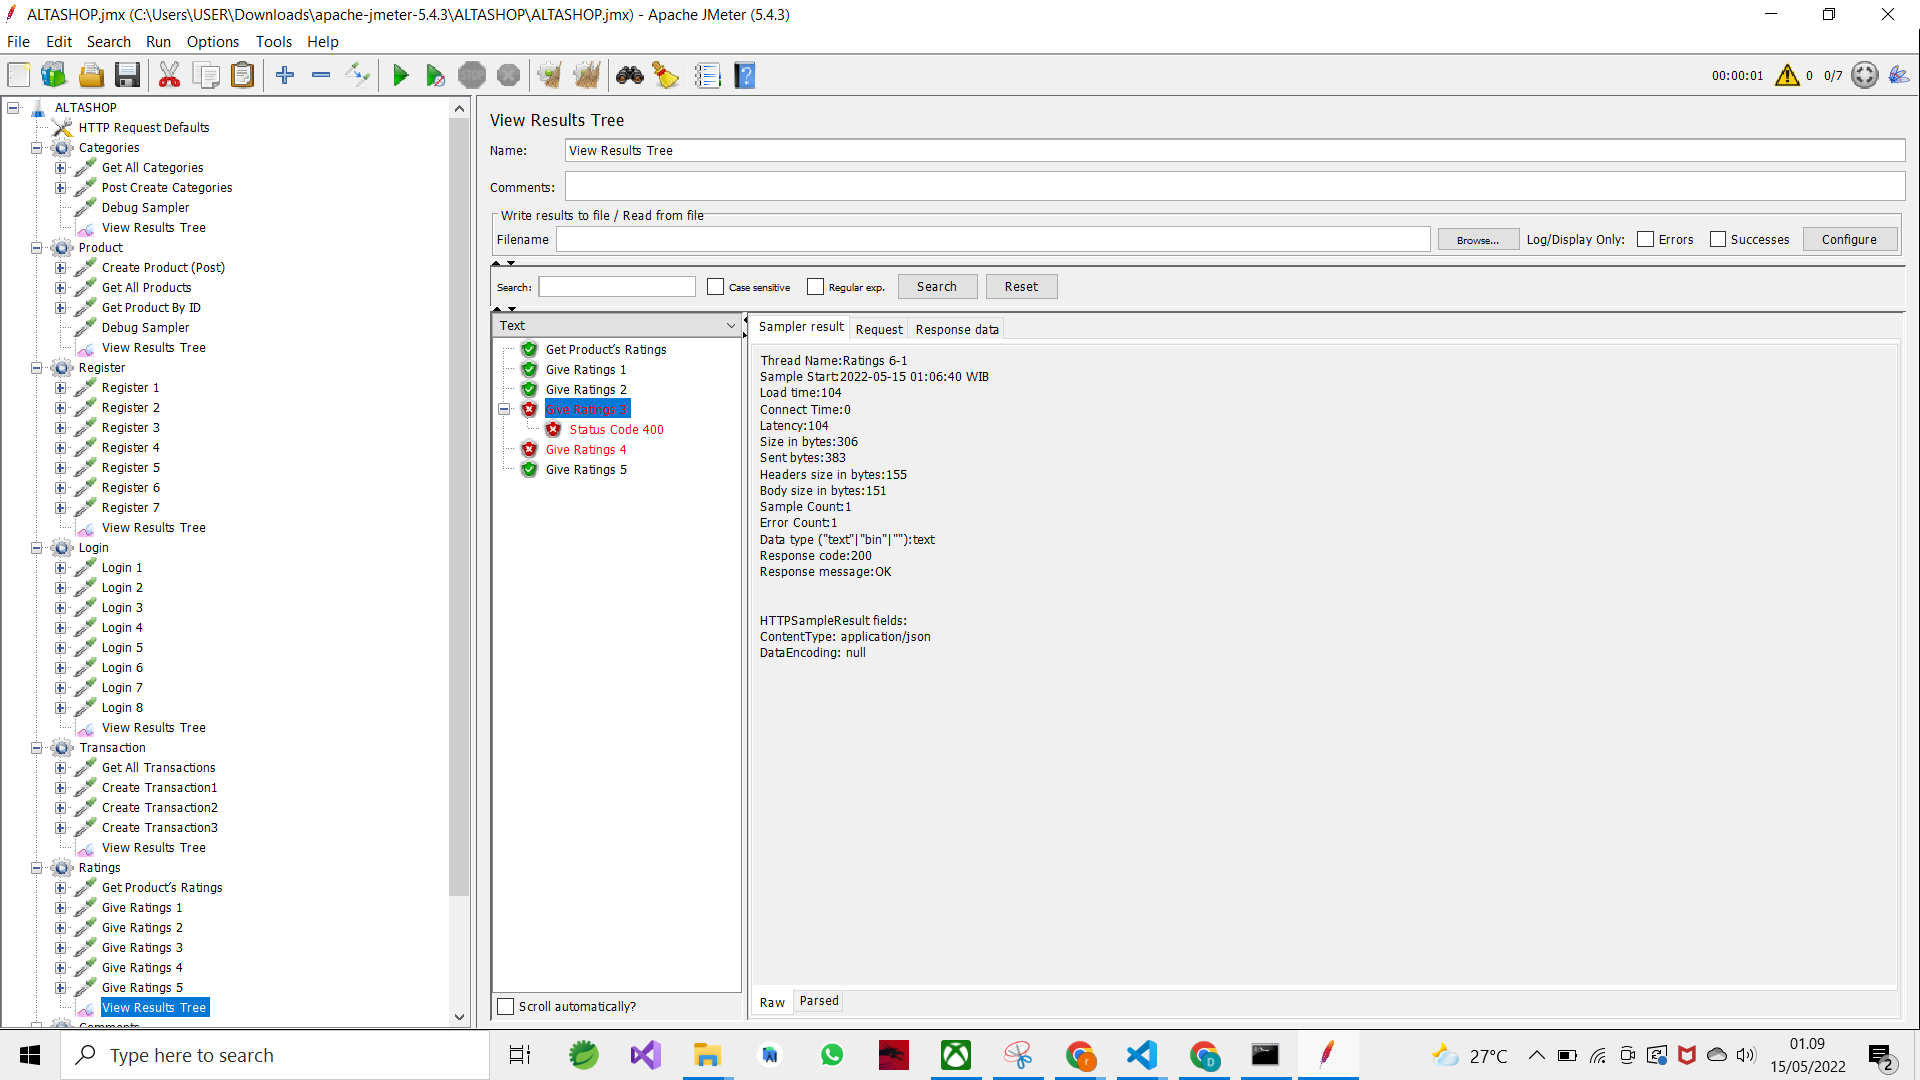 ALTASHOP.jmx (C:\Users\USER\Downloads\apache-jmeter-5.4.3\ALTASHOP\ALTASHOP.jmx) - Apache JMeter (5.4.3)
File Edit Search Run Options Tools Help
STOP
00:00:01 0 0/7
ALTASHOP
HTTP Request Defaults
Categories
Get All Categories
Post Create Categories
Debug Sampler
View Results Tree
Product
Create Product (Post)
Get All Products
Get Product By ID
Debug Sampler
View Results Tree
Register
Register 1
Register 2
Register 3
Register 4
Register 5
Register 6
Register 7
View Results Tree
Login
Login 1
Login 2
Login 3
Login 4
Login 5
Login 6
Login 7
Login 8
View Results Tree
Transaction
Get All Transactions
Create Transaction1
Create Transaction2
Create Transaction3
View Results Tree
Ratings
Get Product's Ratings
Give Ratings 1
Give Ratings 2
Give Ratings 3
Give Ratings 4
Give Ratings 5
View Results Tree
Comments
View Results Tree
Name: View Results Tree
Comments:
Write results to file / Read from file
Filename Browse... Log/Display Only: Errors Successes Configure
Search: Case sensitive Regular exp. Search Reset
Text
Get Product's Ratings
Give Ratings 1
Give Ratings 2
Give Ratings 3
Status Code 400
Give Ratings 4
Give Ratings 5
Scroll automatically?
Sampler result Request Response data
Thread Name:Ratings 6-1
Sample Start:2022-05-15 01:06:40 WIB
Load time:104
Connect Time:0
Latency:104
Size in bytes:306
Sent bytes:383
Headers size in bytes:155
Body size in bytes:151
Sample Count:1
Error Count:1
Data type ("text"|"bin"|""):text
Response code:200
Response message:OK
HTTPSampleResult fields:
ContentType: application/json
DataEncoding: null
Raw Parsed
Type here to search
27°C
01.09
15/05/2022
2